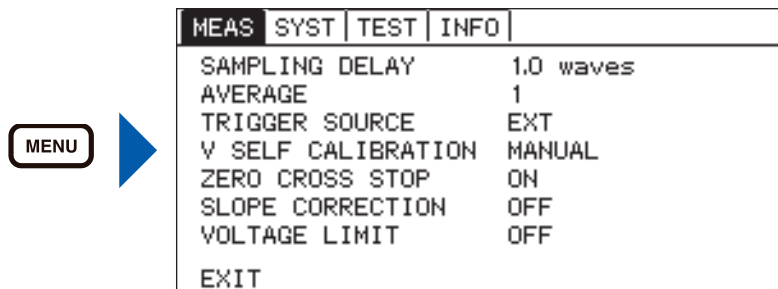 MENU
MEAS SYST TEST INFO
SAMPLING DELAY 1.0 waves
AVERAGE 1
TRIGGER SOURCE EXT
V SELF CALIBRATION MANUAL
ZERO CROSS STOP ON
SLOPE CORRECTION OFF
VOLTAGE LIMIT OFF
EXIT